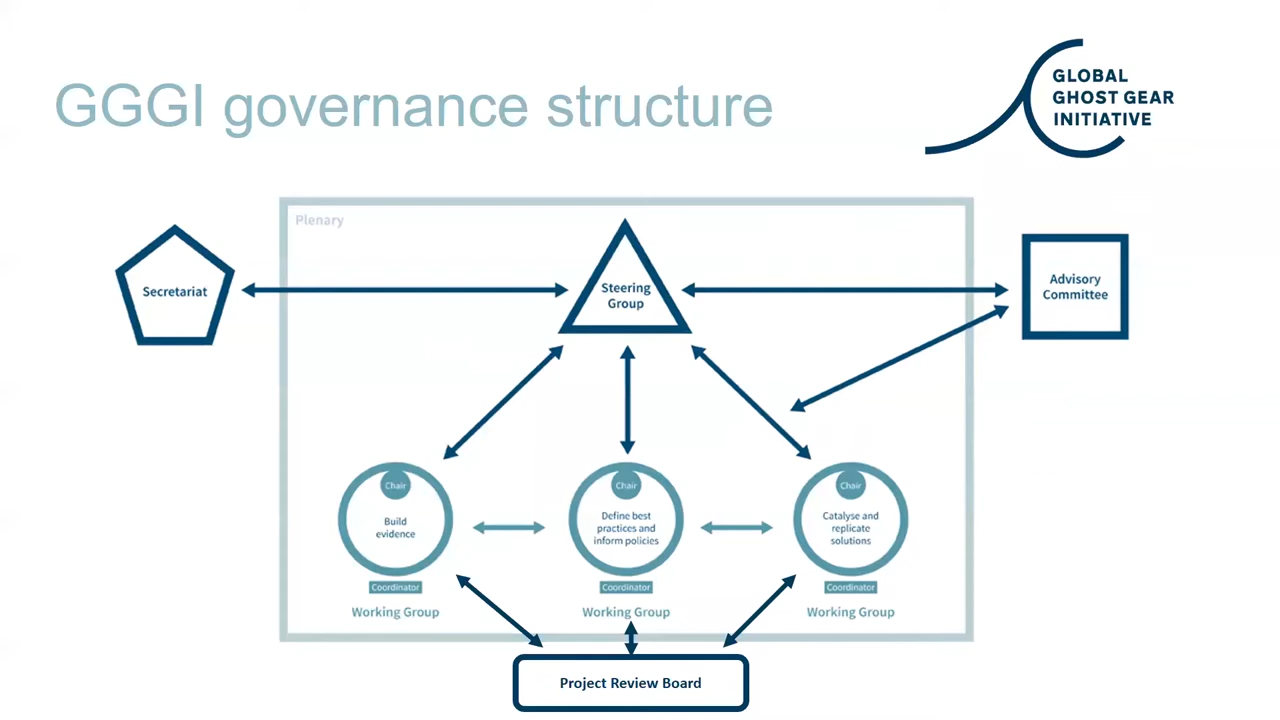 GGGI governance structure
GLOBAL
GHOST GEAR
INITIATIVE
Plenary
Secretariat
Steering
Group
Advisory
Committee
Chair
Build
evidence
Coordinator
Working Group
Chair
Define best
practices and
inform policies
Coordinator
Working Group
Chair
Catalyse and
replicate
solutions
Coordinator
Working Group
Project Review Board